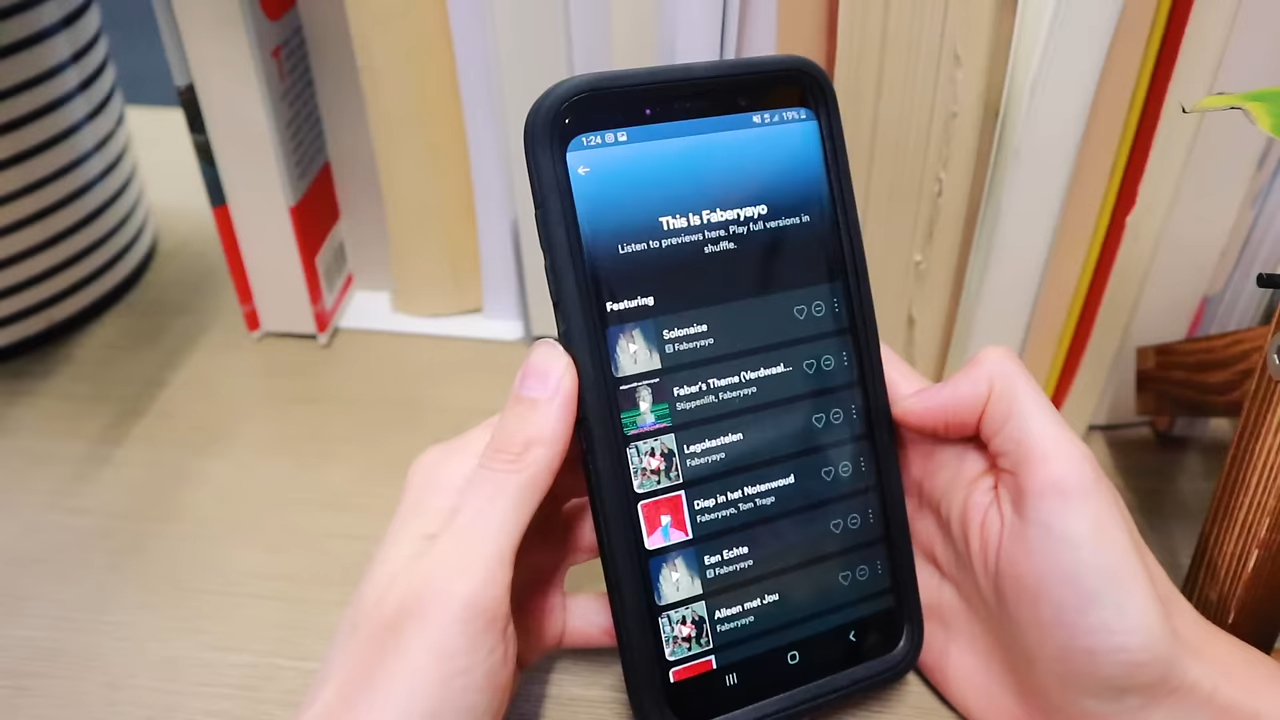 1:24
19%
This Is Faberyayo
Listen to previews here. Play full versions in
shuffle.
Featuring
Solonaise
E Faberyayo
Faber's Theme (Verdwaal...
Stippenlift, Faberyayo
Legokastelen
Faberyayo
Diep in het Notenwoud
Faberyayo, Tom Trago
Een Echte
E Faberyayo
Alleen met Jou
Faberyayo